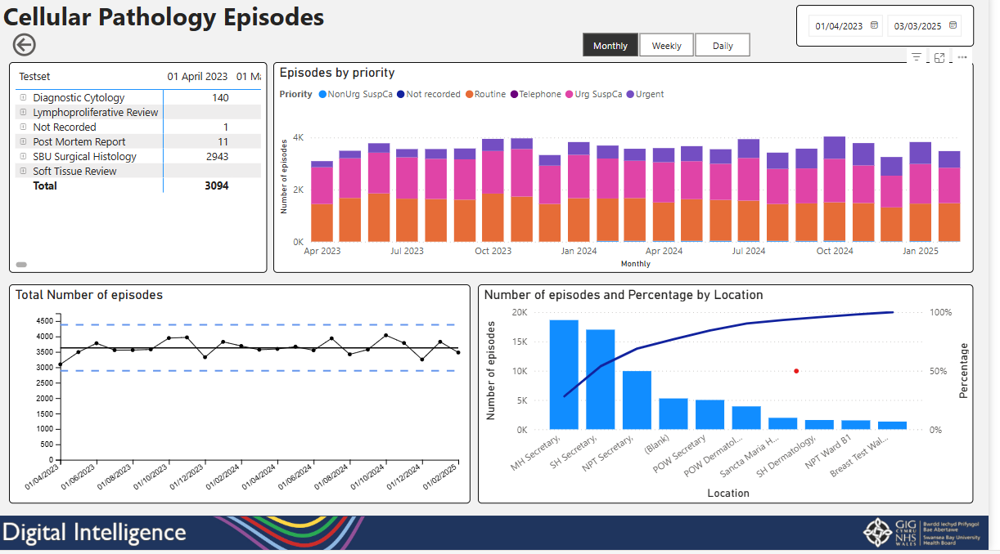 Cellular Pathology Episodes
01/04/2023 03/03/2025
Monthly Weekly Daily
Testset 01 April 2023 01 Ma
Diagnostic Cytology 140
Lymphoproliferative Review
Not Recorded 1
Post Mortem Report 11
SBU Surgical Histology 2943
Soft Tissue Review
Total 3094
Episodes by priority
Priority NonUrg SuspCa Not recorded Routine Telephone Urg SuspCa Urgent
Number of episodes
4K
2K
0K
Apr 2023 Jul 2023 Oct 2023 Jan 2024 Apr 2024 Jul 2024 Oct 2024 Jan 2025
Monthly
Total Number of episodes
4500
4000
3500
3000
2500
2000
1500
1000
500
0
01/04/2023 01/06/2023 01/08/2023 01/10/2023 01/12/2023 01/02/2024 01/04/2024 01/06/2024 01/08/2024 01/10/2024 01/12/2024 01/02/2025
Number of episodes and Percentage by Location
Number of episodes
20K
15K
10K
5K
0K
100%
50%
0%
Percentage
MH Secretary, SH Secretary, NPT Secretary, (Blank) POW Secretary POW Dermatol... Sancta Maria H... SH Dermatology, NPT Ward B1 Breast Test Wal...
Location
Digital Intelligence
GIG
CYMRU
NHS
WALES
Bwrdd Iechyd Prifysgol
Bae Abertawe
Swansea Bay University
Health Board